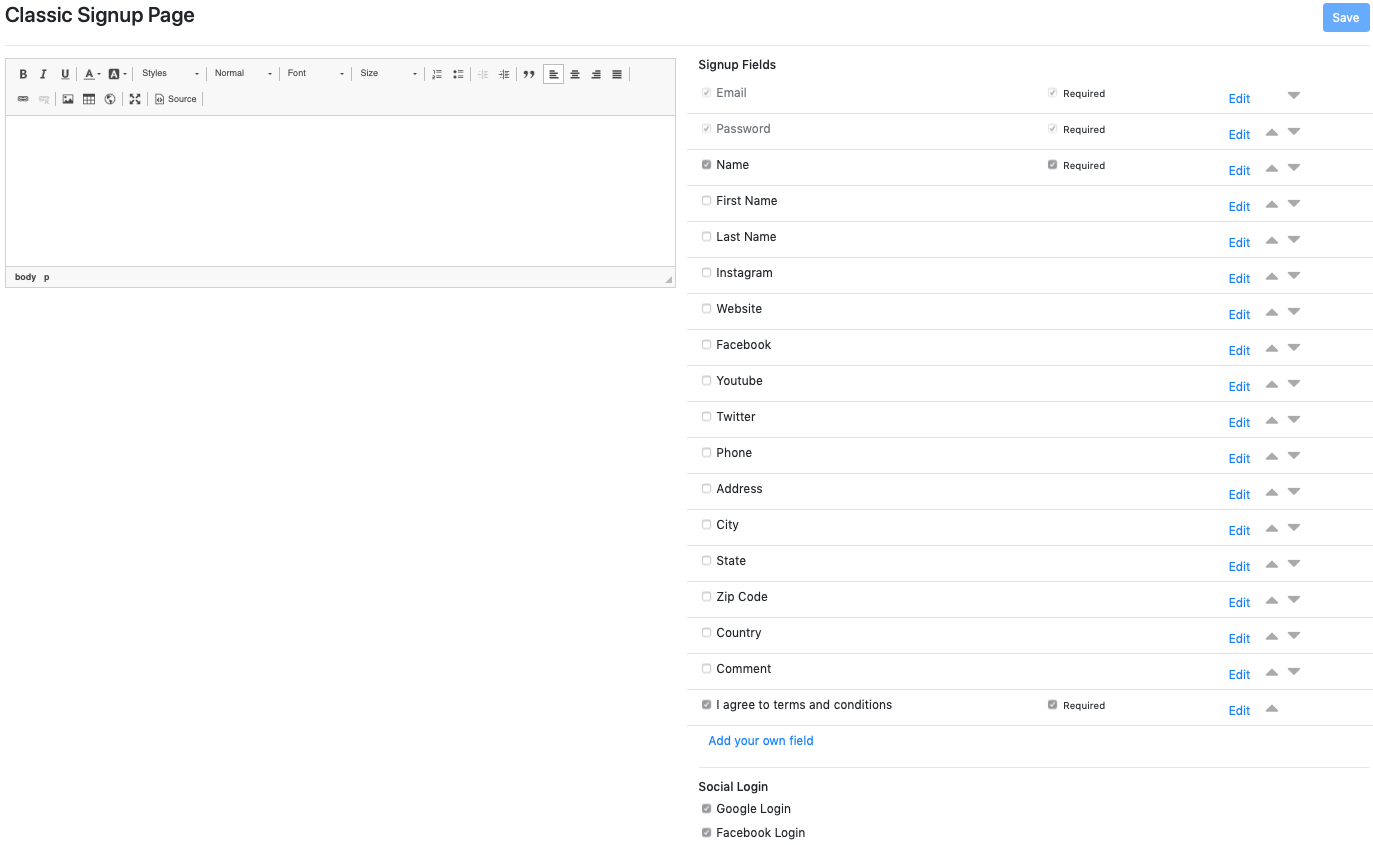 Classic Signup Page
Save
B I U A A Styles Normal Font Size
Source
body p
Signup Fields
Email Required Edit
Password Required Edit
Name Required Edit
First Name Edit
Last Name Edit
Instagram Edit
Website Edit
Facebook Edit
Youtube Edit
Twitter Edit
Phone Edit
Address Edit
City Edit
State Edit
Zip Code Edit
Country Edit
Comment Edit
I agree to terms and conditions Required Edit
Add your own field
Social Login
Google Login
Facebook Login